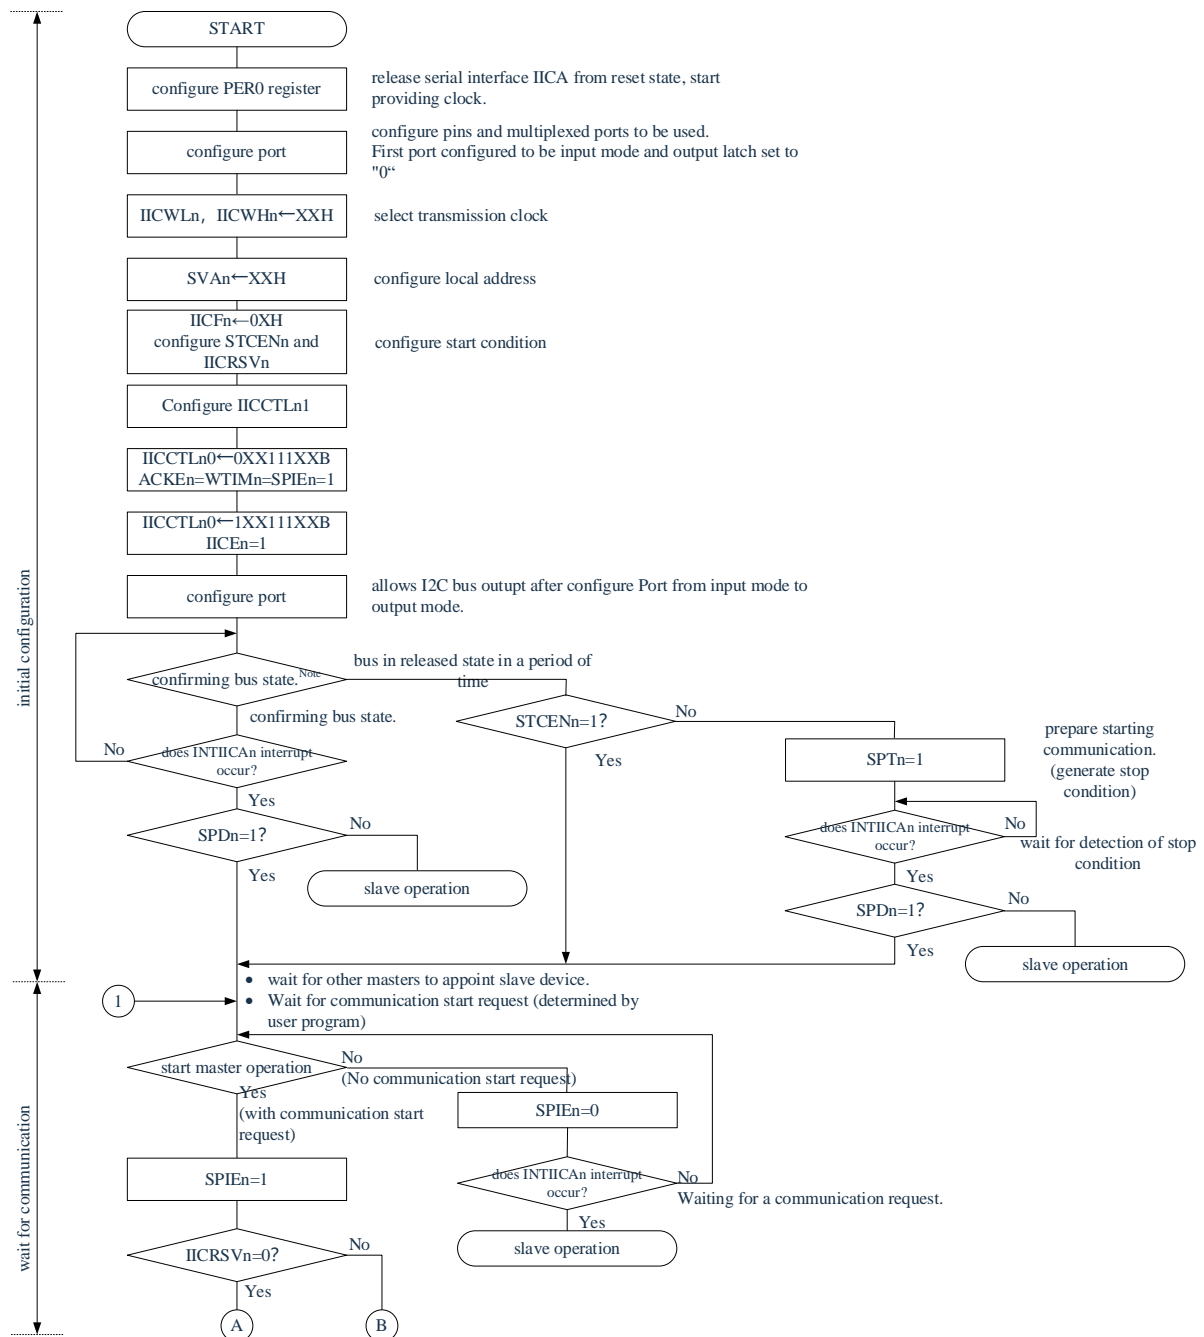 START
configure PER0 register
release serial interface IICA from reset state, start
providing clock.
configure port
configure pins and multiplexed ports to be used.
First port configured to be input mode and output latch set to
"0“
IICWLn， IICWHn←XXH
select transmission clock
SVAn←XXH
configure local address
IICFn←0XH
configure STCENn and
IICRSVn
configure start condition
Configure IICCTLn1
IICCTLn0←0XX111XXB
ACKEn=WTIMn=SPIEn=1
IICCTLn0←1XX111XXB
IICEn=1
configure port
allows I2C bus outupt after configure Port from input mode to
output mode.
initial configuration
confirming bus state.Note
bus in released state in a period of
time
confirming bus state.
STCENn=1？
No
Yes
prepare starting
communication.
(generate stop
condition)
SPTn=1
No
does INTIICAn interrupt
occur?
Yes
does INTIICAn interrupt
occur?
No
wait for detection of stop
condition
Yes
SPDn=1？
No
Yes
slave operation
SPDn=1？
No
Yes
slave operation
• wait for other masters to appoint slave device.
• Wait for communication start request (determined by
user program)
1
start master operation
No
(No communication start request)
Yes
(with communication start
request)
SPIEn=0
does INTIICAn interrupt
occur?
No
Waiting for a communication request.
Yes
slave operation
SPIEn=1
IICRSVn=0？
No
Yes
A
B
wait for communication